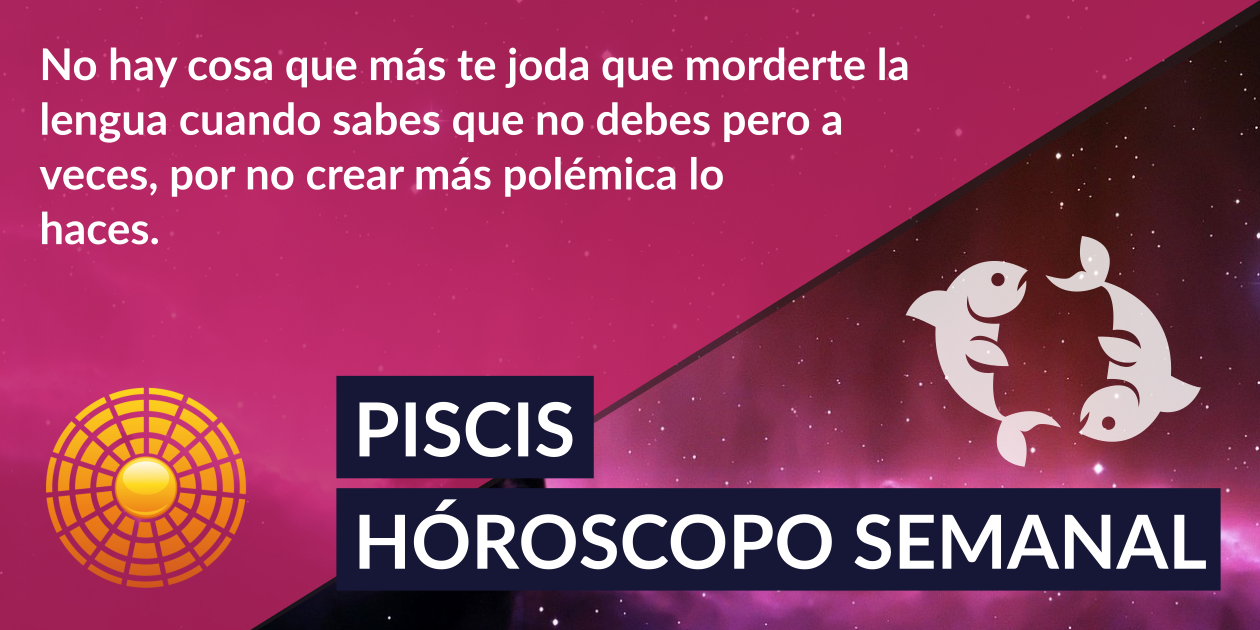 No hay cosa que más te joda que morderte la
lengua cuando sabes que no debes pero a
veces, por no crear más polémica lo
haces.
PISCIS
HÓROSCOPO SEMANAL